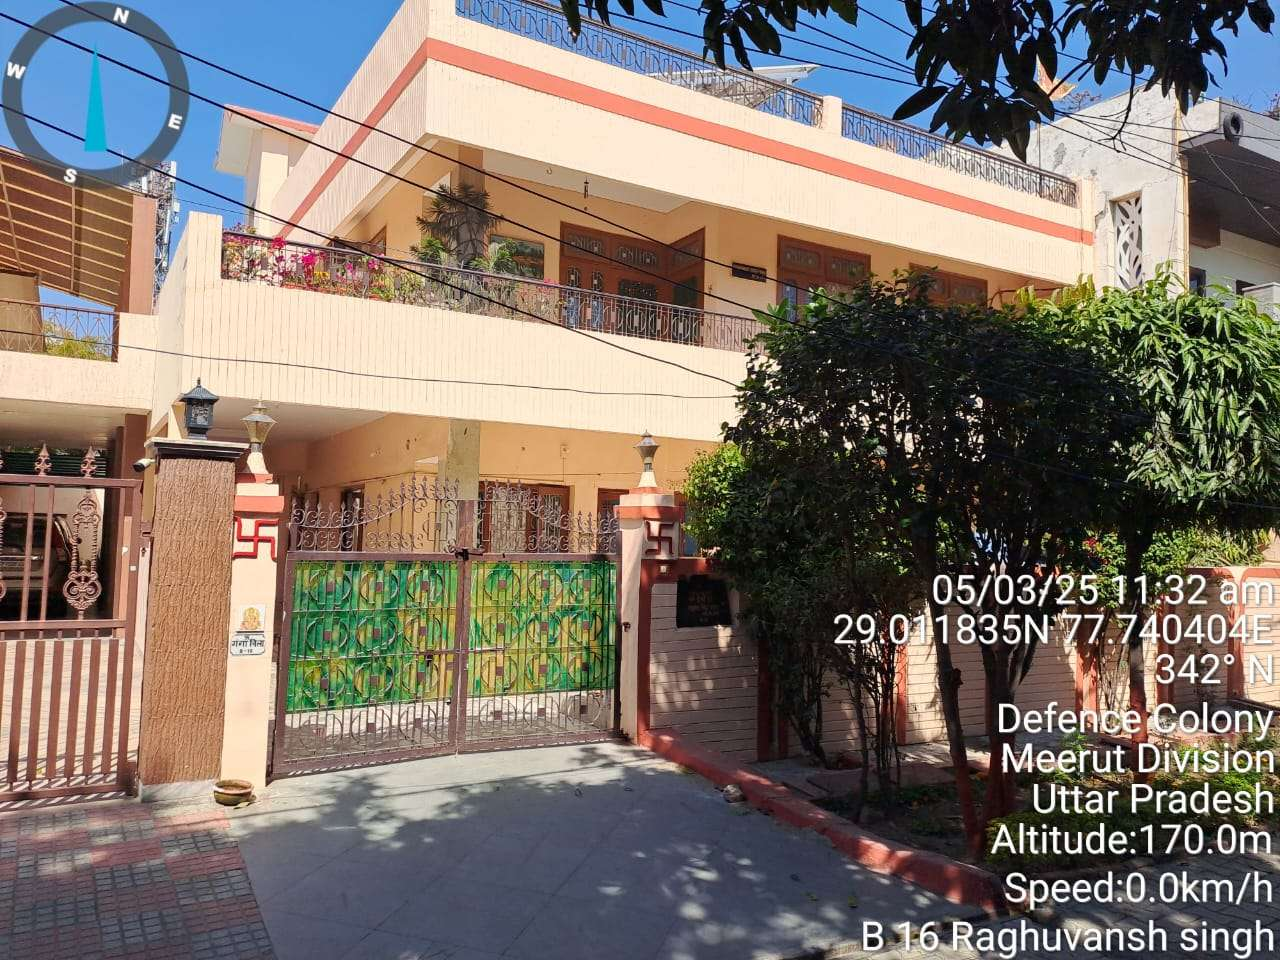 N
W
E
S
गंगा विला
B-16
05/03/25 11:32 am
29.011835N 77.740404E
342° N
Defence Colony
Meerut Division
Uttar Pradesh
Altitude:170.0m
Speed:0.0km/h
B 16 Raghuvansh singh